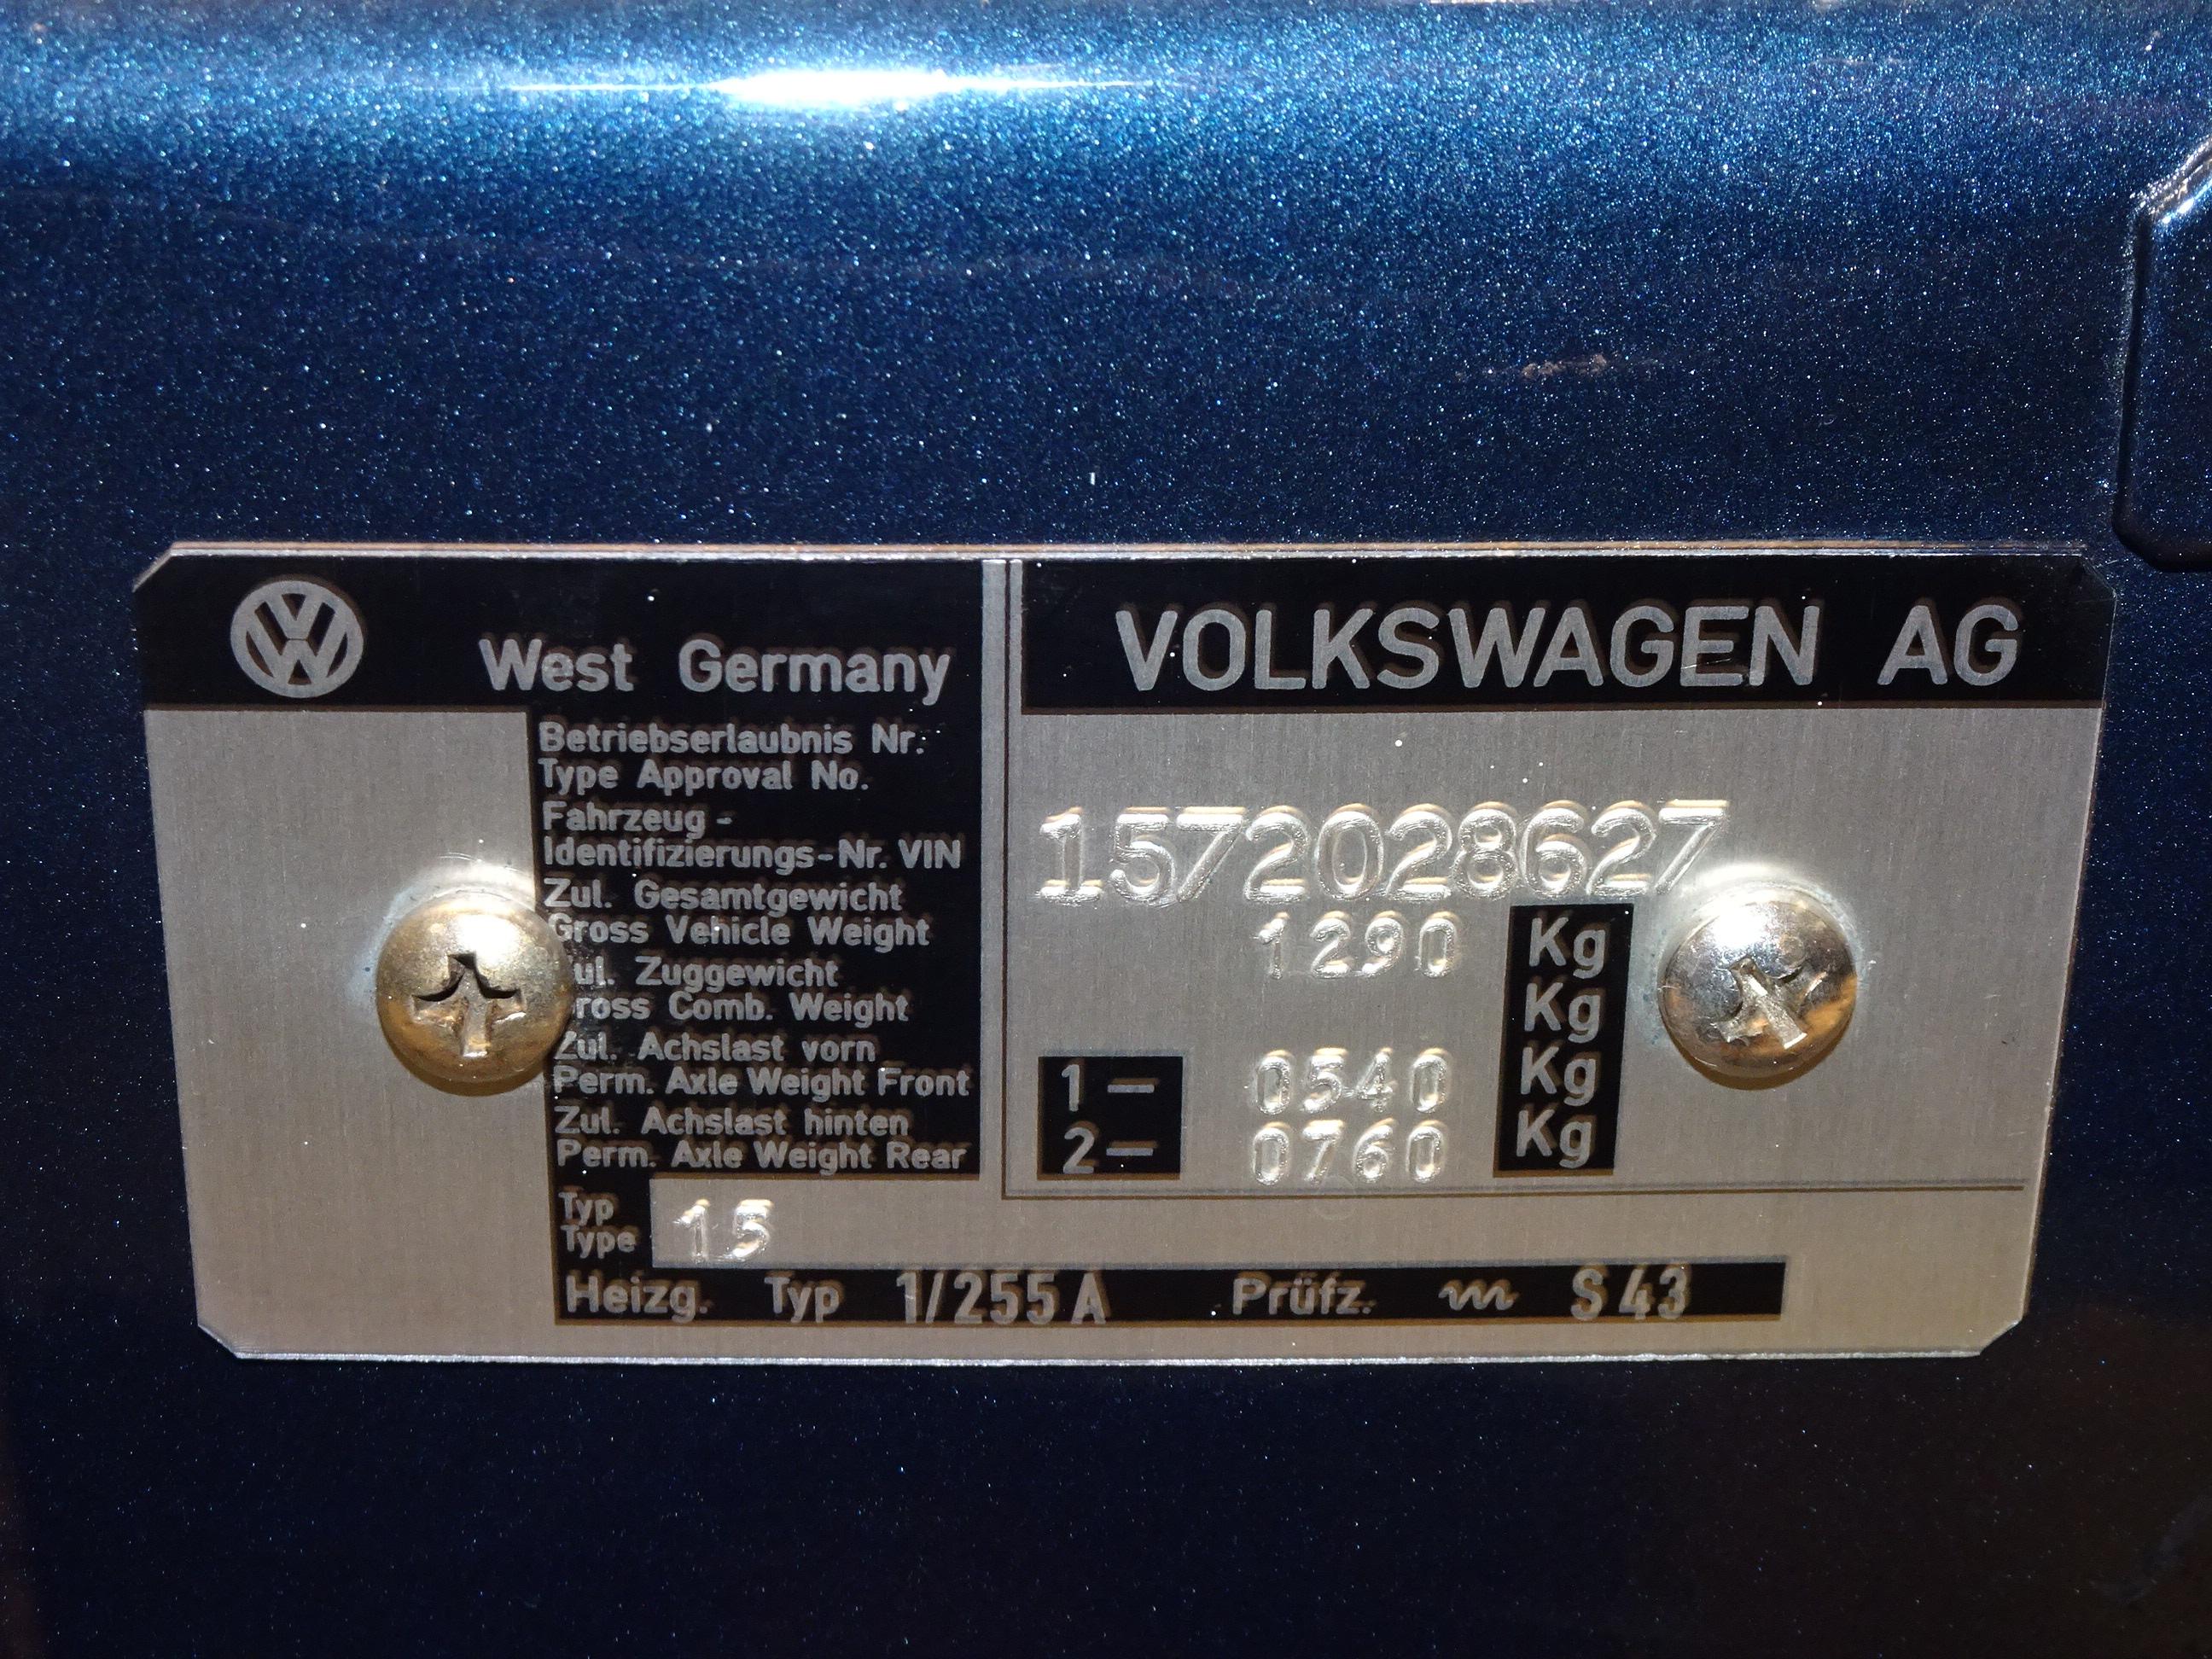 West Germany
VOLKSWAGEN AG
Betriebserlaubnis Nr.
Type Approval No.
Fahrzeug-
Identifizierungs-Nr. VIN
1572028627
Zul. Gesamtgewicht
Gross Vehicle Weight
1290 Kg
ul. Zuggewicht
ross Comb. Weight
Kg
Zul. Achslast vorn
Perm. Axle Weight Front
1- 0540 Kg
Zul. Achslast hinten
Perm. Axle Weight Rear
2- 0760 Kg
Typ
Type
15
Heizg. Typ 1/255 A Prüfz. S 43